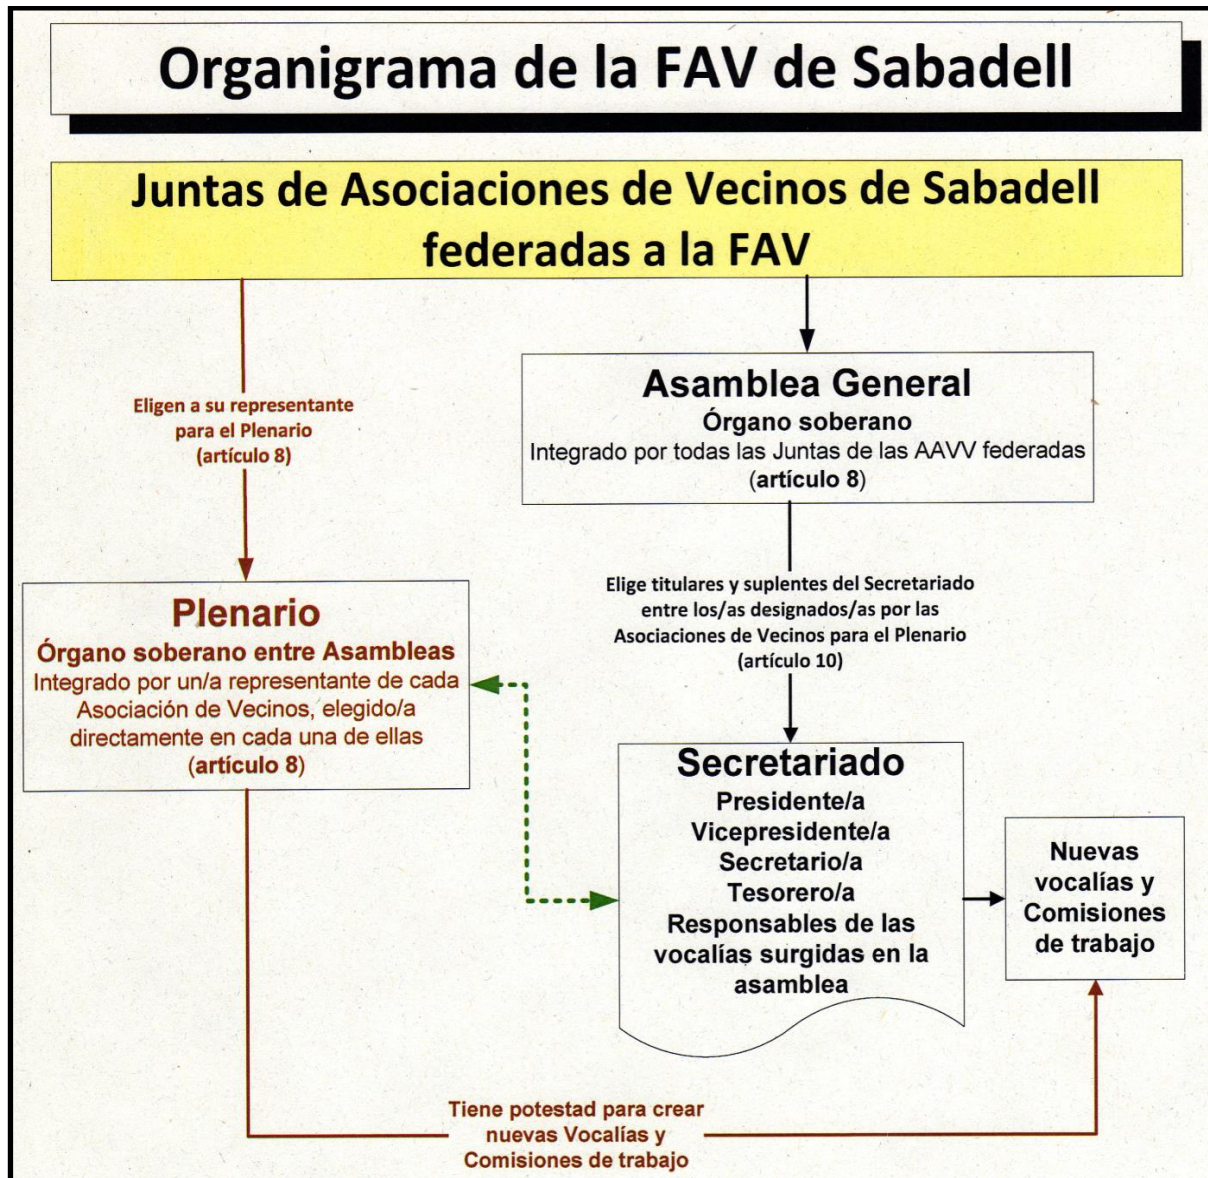 Organigrama de la FAV de Sabadell
Juntas de Asociaciones de Vecinos de Sabadell
federadas a la FAV
Eligen a su representante
para el Plenario
(artículo 8)
Asamblea General
Órgano soberano
Integrado por todas las Juntas de las AAVV federadas
(artículo 8)
Elige titulares y suplentes del Secretariado
entre los/as designados/as por las
Asociaciones de Vecinos para el Plenario
(artículo 10)
Plenario
Órgano soberano entre Asambleas
Integrado por un/a representante de cada
Asociación de Vecinos, elegido/a
directamente en cada una de ellas
(artículo 8)
Secretariado
Presidente/a
Vicepresidente/a
Secretario/a
Tesorero/a
Responsables de las
vocalías surgidas en la
asamblea
Nuevas
vocalías y
Comisiones
de trabajo
Tiene potestad para crear
nuevas Vocalías y
Comisiones de trabajo